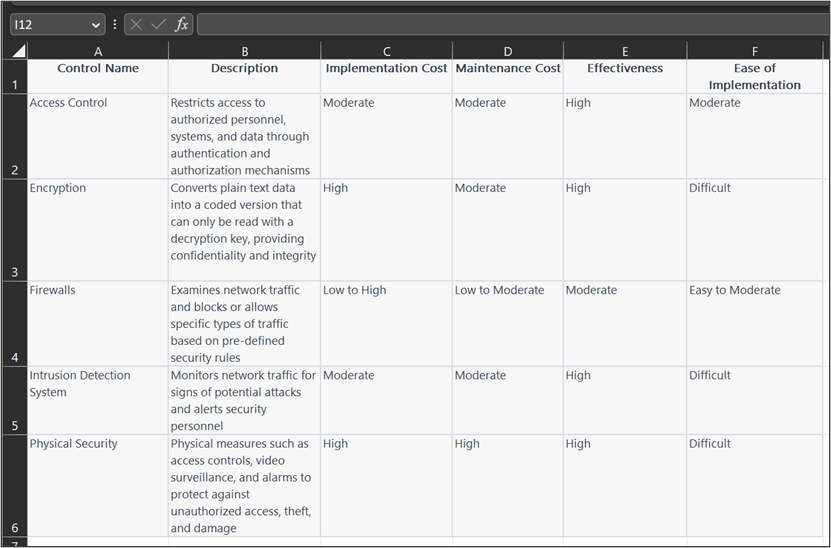 I12
fx
A B C D E F
1 Control Name Description Implementation Cost Maintenance Cost Effectiveness Ease of
Implementation
Access Control Restricts access to Moderate Moderate High Moderate
authorized personnel,
systems, and data through
authentication and
2 authorization mechanisms
Encryption Converts plain text data High Moderate High Difficult
into a coded version that
can only be read with a
decryption key, providing
confidentiality and integrity
3
Firewalls Examines network traffic Low to High Low to Moderate Moderate Easy to Moderate
and blocks or allows
specific types of traffic
based on pre-defined
4 security rules
Intrusion Detection Monitors network traffic for Moderate Moderate High Difficult
System signs of potential attacks
and alerts security
5 personnel
Physical Security Physical measures such as High High High Difficult
access controls, video
surveillance, and alarms to
protect against
unauthorized access, theft,
6 and damage
7